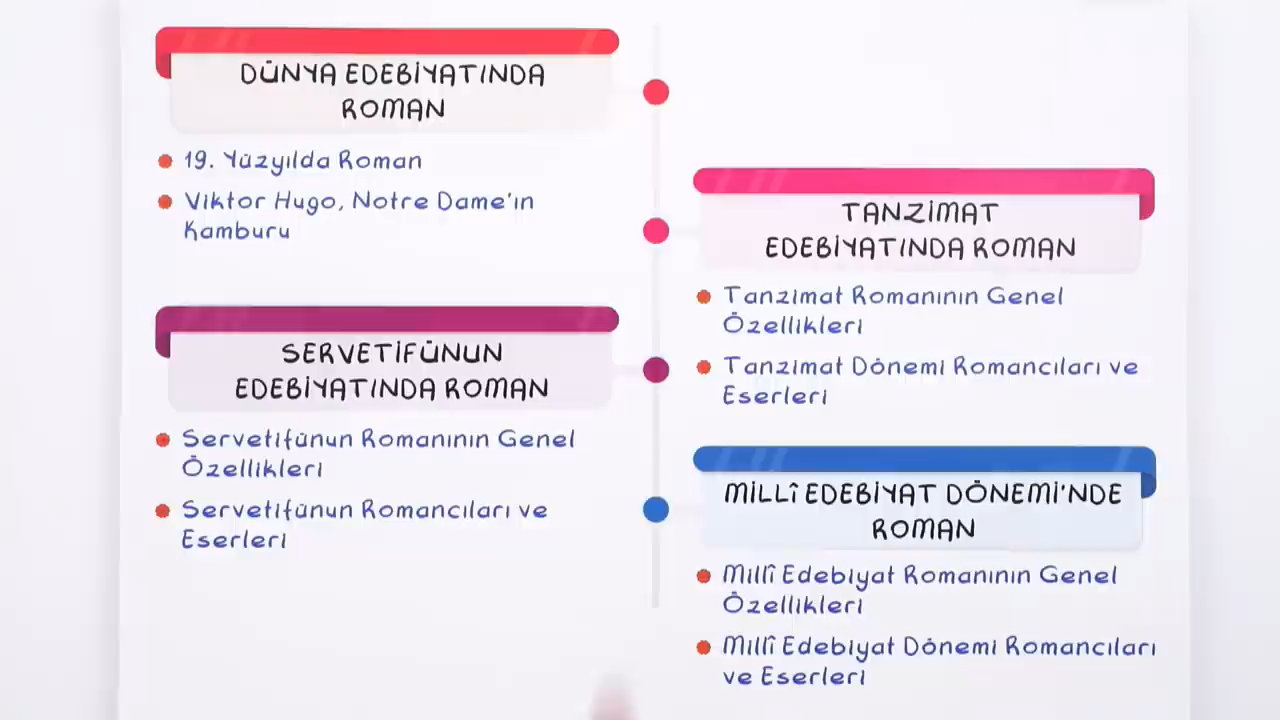 DÜNYA EDEBİYATINDA
ROMAN
19. Yüzyılda Roman
Viktor Hugo, Notre Dame'ın
Kamburu
TANZİMAT
EDEBİYATINDA ROMAN
Tanzimat Romanının Genel
Özellikleri
Tanzimat Dönemi Romancıları ve
Eserleri
SERVETİFÜNUN
EDEBİYATINDA ROMAN
Servetifünun Romanının Genel
Özellikleri
Servetifünun Romancıları ve
Eserleri
MİLLÎ EDEBİYAT DÖNEMİ'NDE
ROMAN
Millî Edebiyat Romanının Genel
Özellikleri
Millî Edebiyat Dönemi Romancıları
ve Eserleri